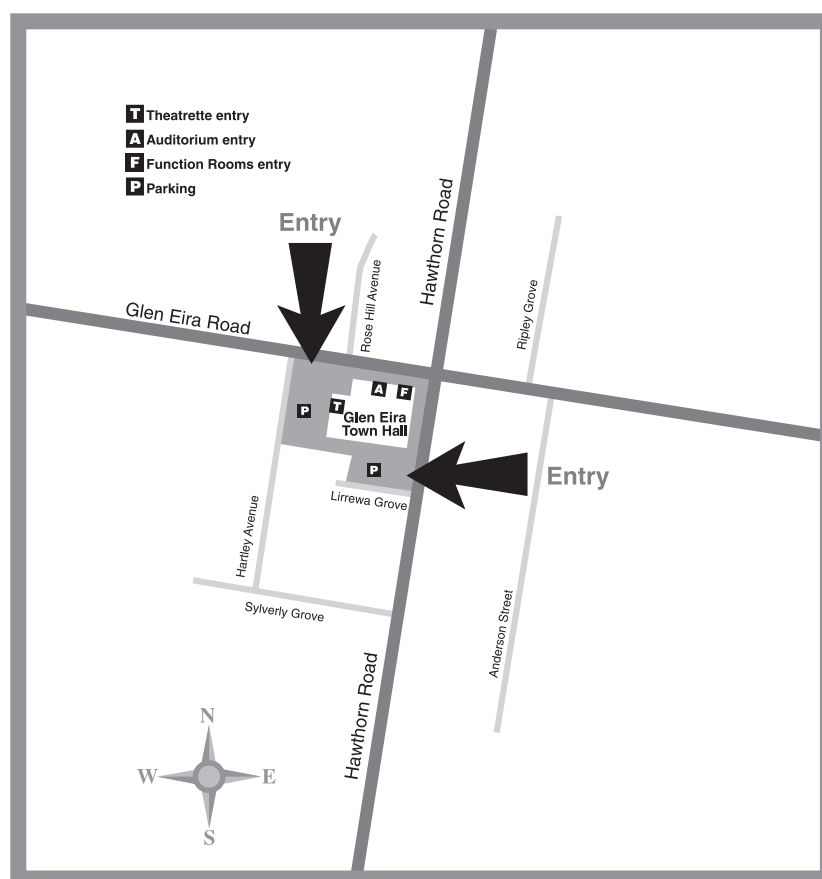 T Theatrette entry
A Auditorium entry
F Function Rooms entry
P Parking
Entry
Hawthorn Road
Rose Hill Avenue
Ripley Grove
Glen Eira Road
A
F
P
T
Glen Eira
Town Hall
P
Entry
Lirrewa Grove
Hartley Avenue
Sylverly Grove
Anderson Street
Hawthorn Road
N
W
E
S